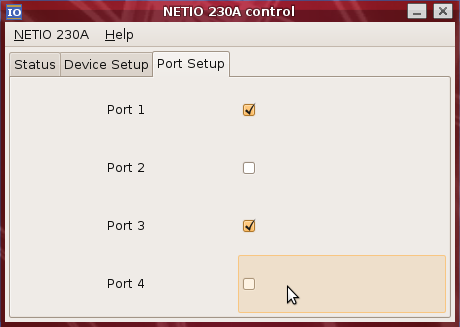 IO NETIO 230A control
NETIO 230A Help
Status Device Setup Port Setup
Port 1
Port 2
Port 3
Port 4